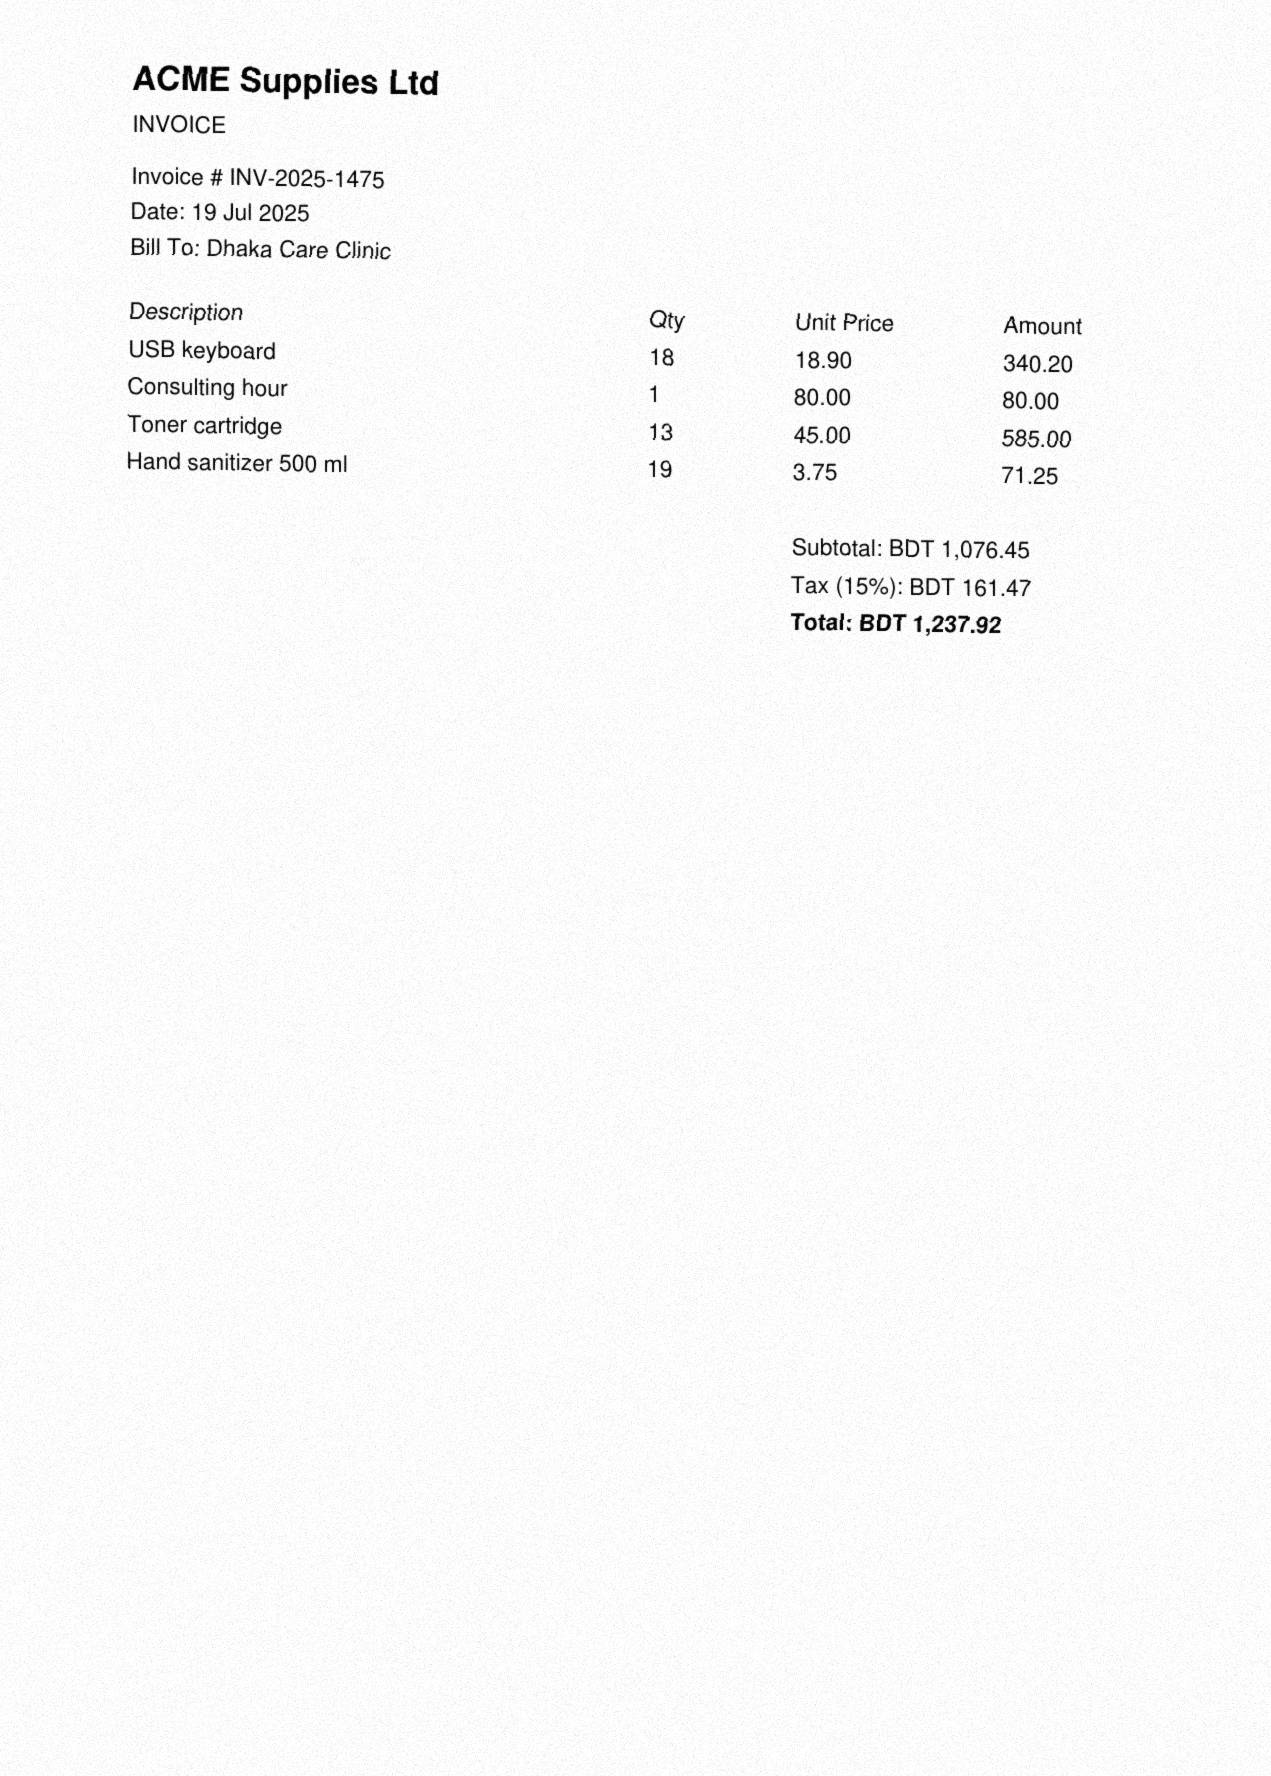 ACME Supplies Ltd
INVOICE
Invoice # INV-2025-1475
Date: 19 Jul 2025
Bill To: Dhaka Care Clinic
Description Qty Unit Price Amount
USB keyboard 18 18.90 340.20
Consulting hour 1 80.00 80.00
Toner cartridge 13 45.00 585.00
Hand sanitizer 500 ml 19 3.75 71.25
Subtotal: BDT 1,076.45
Tax (15%): BDT 161.47
Total: BDT 1,237.92